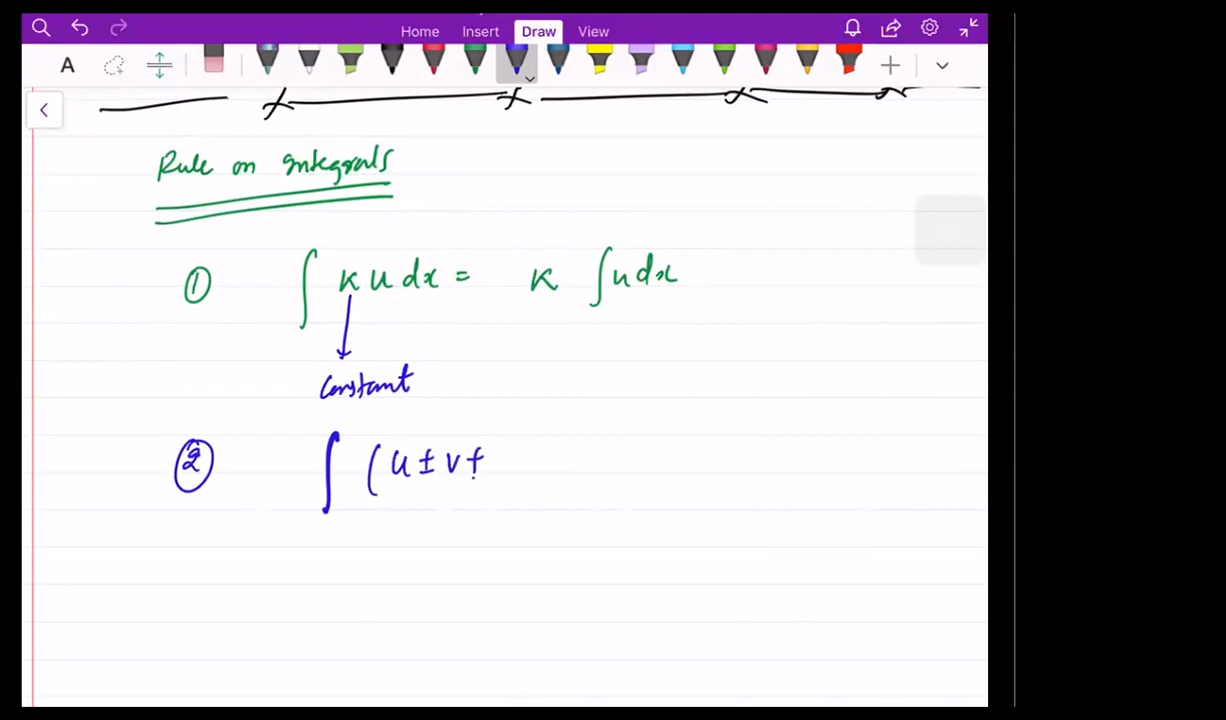 Home Insert Draw View
A
Rule on integrals
① ∫ K u dx = K ∫ u dx
constant
② ∫ ( u ± v ±